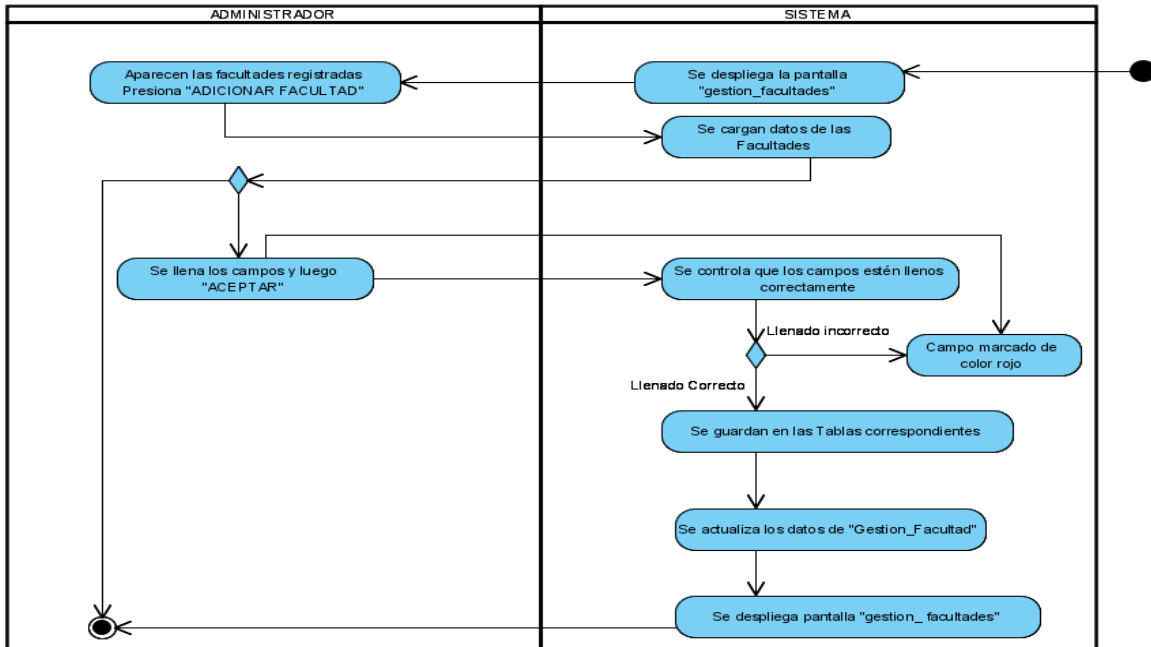 ADMINISTRADOR
SISTEMA
Aparecen las facultades registradas
Presiona "ADICIONAR FACULTAD"
Se despliega la pantalla
"gestion_facultades"
Se cargan datos de las
Facultades
Se llena los campos y luego
"ACEPTAR"
Se controla que los campos estén llenos
correctamente
Llenado incorrecto
Campo marcado de
color rojo
Llenado Correcto
Se guardan en las Tablas correspondientes
Se actualiza los datos de "Gestion_Facultad"
Se despliega pantalla "gestion_ facultades"